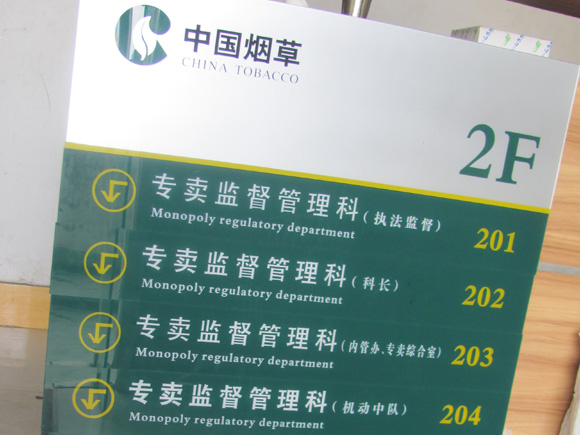 中国烟草
CHINA TOBACCO
2F
专卖监督管理科(执法监督) 201
Monopoly regulatory department
专卖监督管理科(科长) 202
Monopoly regulatory department
专卖监督管理科(内管办、专卖综合室) 203
Monopoly regulatory department
专卖监督管理科(机动中队) 204
Monopoly regulatory department